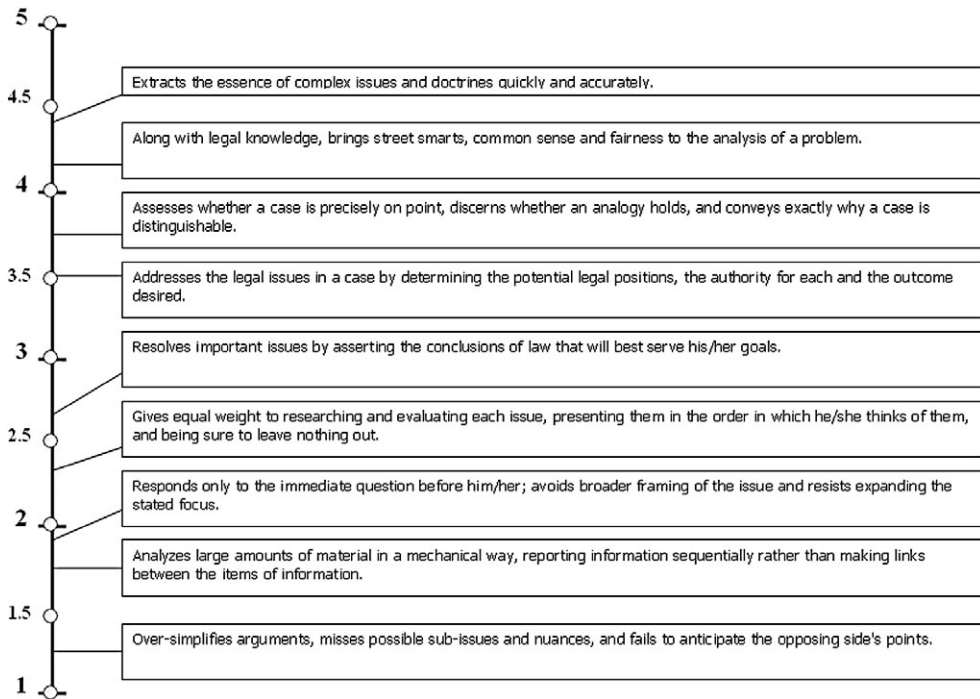 5
Extracts the essence of complex issues and doctrines quickly and accurately.
4.5
Along with legal knowledge, brings street smarts, common sense and fairness to the analysis of a problem.
4
Assesses whether a case is precisely on point, discerns whether an analogy holds, and conveys exactly why a case is
distinguishable.
3.5
Addresses the legal issues in a case by determining the potential legal positions, the authority for each and the outcome
desired.
3
Resolves important issues by asserting the conclusions of law that will best serve his/her goals.
Gives equal weight to researching and evaluating each issue, presenting them in the order in which he/she thinks of them,
2.5
and being sure to leave nothing out.
Responds only to the immediate question before him/her; avoids broader framing of the issue and resists expanding the
stated focus.
2
Analyzes large amounts of material in a mechanical way, reporting information sequentially rather than making links
between the items of information.
1.5
Over-simplifies arguments, misses possible sub-issues and nuances, and fails to anticipate the opposing side's points.
1